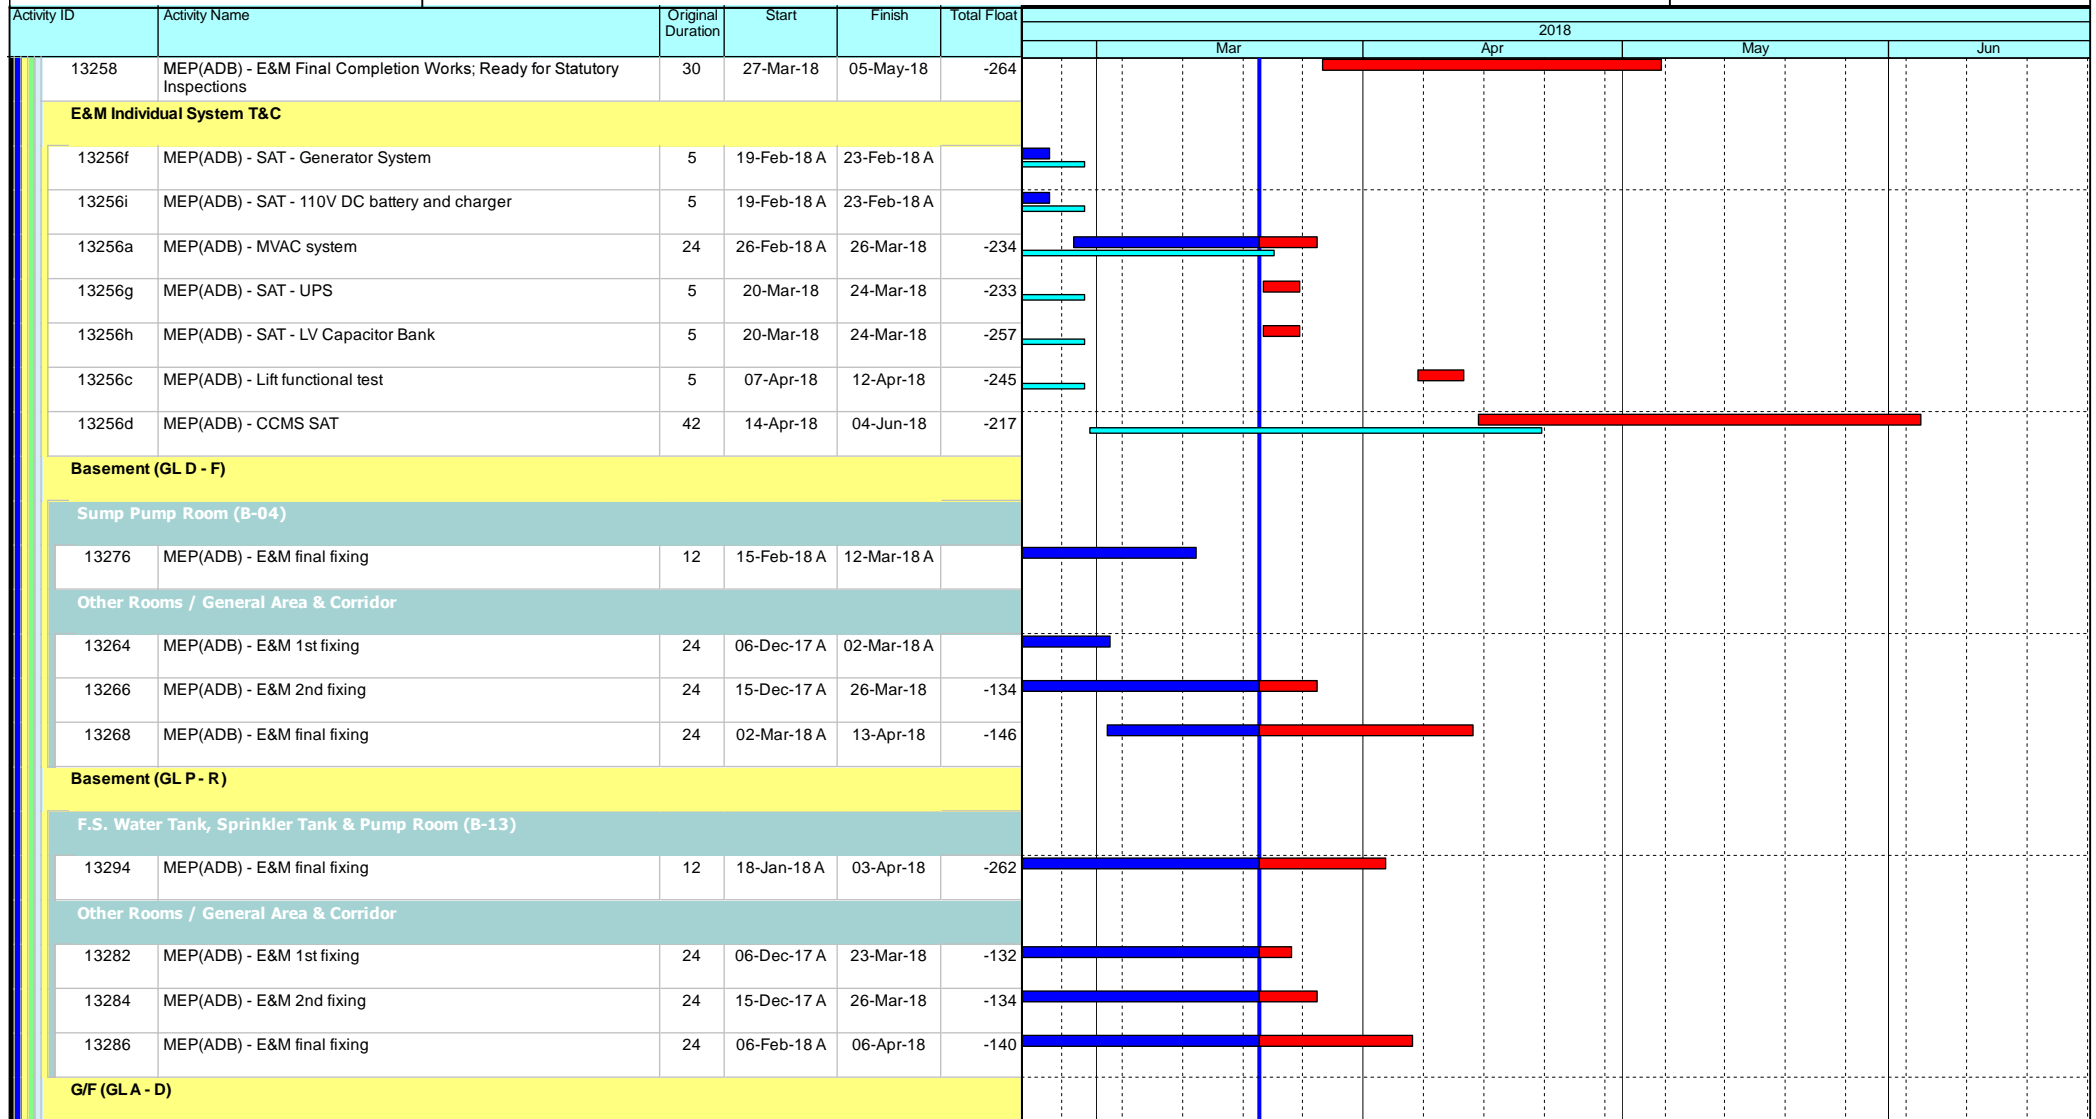 Activity ID Activity Name Original Duration Start Finish Total Float
2018
Mar Apr May Jun
13258 MEP(ADB) - E&M Final Completion Works; Ready for Statutory Inspections 30 27-Mar-18 05-May-18 -264
E&M Individual System T&C
13256f MEP(ADB) - SAT - Generator System 5 19-Feb-18 A 23-Feb-18 A
13256i MEP(ADB) - SAT - 110V DC battery and charger 5 19-Feb-18 A 23-Feb-18 A
13256a MEP(ADB) - MVAC system 24 26-Feb-18 A 26-Mar-18 -234
13256g MEP(ADB) - SAT - UPS 5 20-Mar-18 24-Mar-18 -233
13256h MEP(ADB) - SAT - LV Capacitor Bank 5 20-Mar-18 24-Mar-18 -257
13256c MEP(ADB) - Lift functional test 5 07-Apr-18 12-Apr-18 -245
13256d MEP(ADB) - CCMS SAT 42 14-Apr-18 04-Jun-18 -217
Basement (GL D - F)
Sump Pump Room (B-04)
13276 MEP(ADB) - E&M final fixing 12 15-Feb-18 A 12-Mar-18 A
Other Rooms / General Area & Corridor
13264 MEP(ADB) - E&M 1st fixing 24 06-Dec-17 A 02-Mar-18 A
13266 MEP(ADB) - E&M 2nd fixing 24 15-Dec-17 A 26-Mar-18 -134
13268 MEP(ADB) - E&M final fixing 24 02-Mar-18 A 13-Apr-18 -146
Basement (GL P - R)
F.S. Water Tank, Sprinkler Tank & Pump Room (B-13)
13294 MEP(ADB) - E&M final fixing 12 18-Jan-18 A 03-Apr-18 -262
Other Rooms / General Area & Corridor
13282 MEP(ADB) - E&M 1st fixing 24 06-Dec-17 A 23-Mar-18 -132
13284 MEP(ADB) - E&M 2nd fixing 24 15-Dec-17 A 26-Mar-18 -134
13286 MEP(ADB) - E&M final fixing 24 06-Feb-18 A 06-Apr-18 -140
G/F (GL A - D)